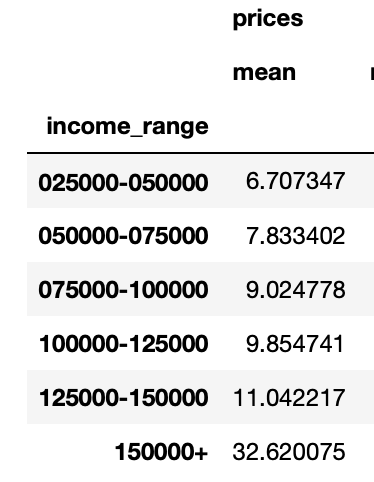 prices
mean
income_range
025000-050000 6.707347
050000-075000 7.833402
075000-100000 9.024778
100000-125000 9.854741
125000-150000 11.042217
150000+ 32.620075